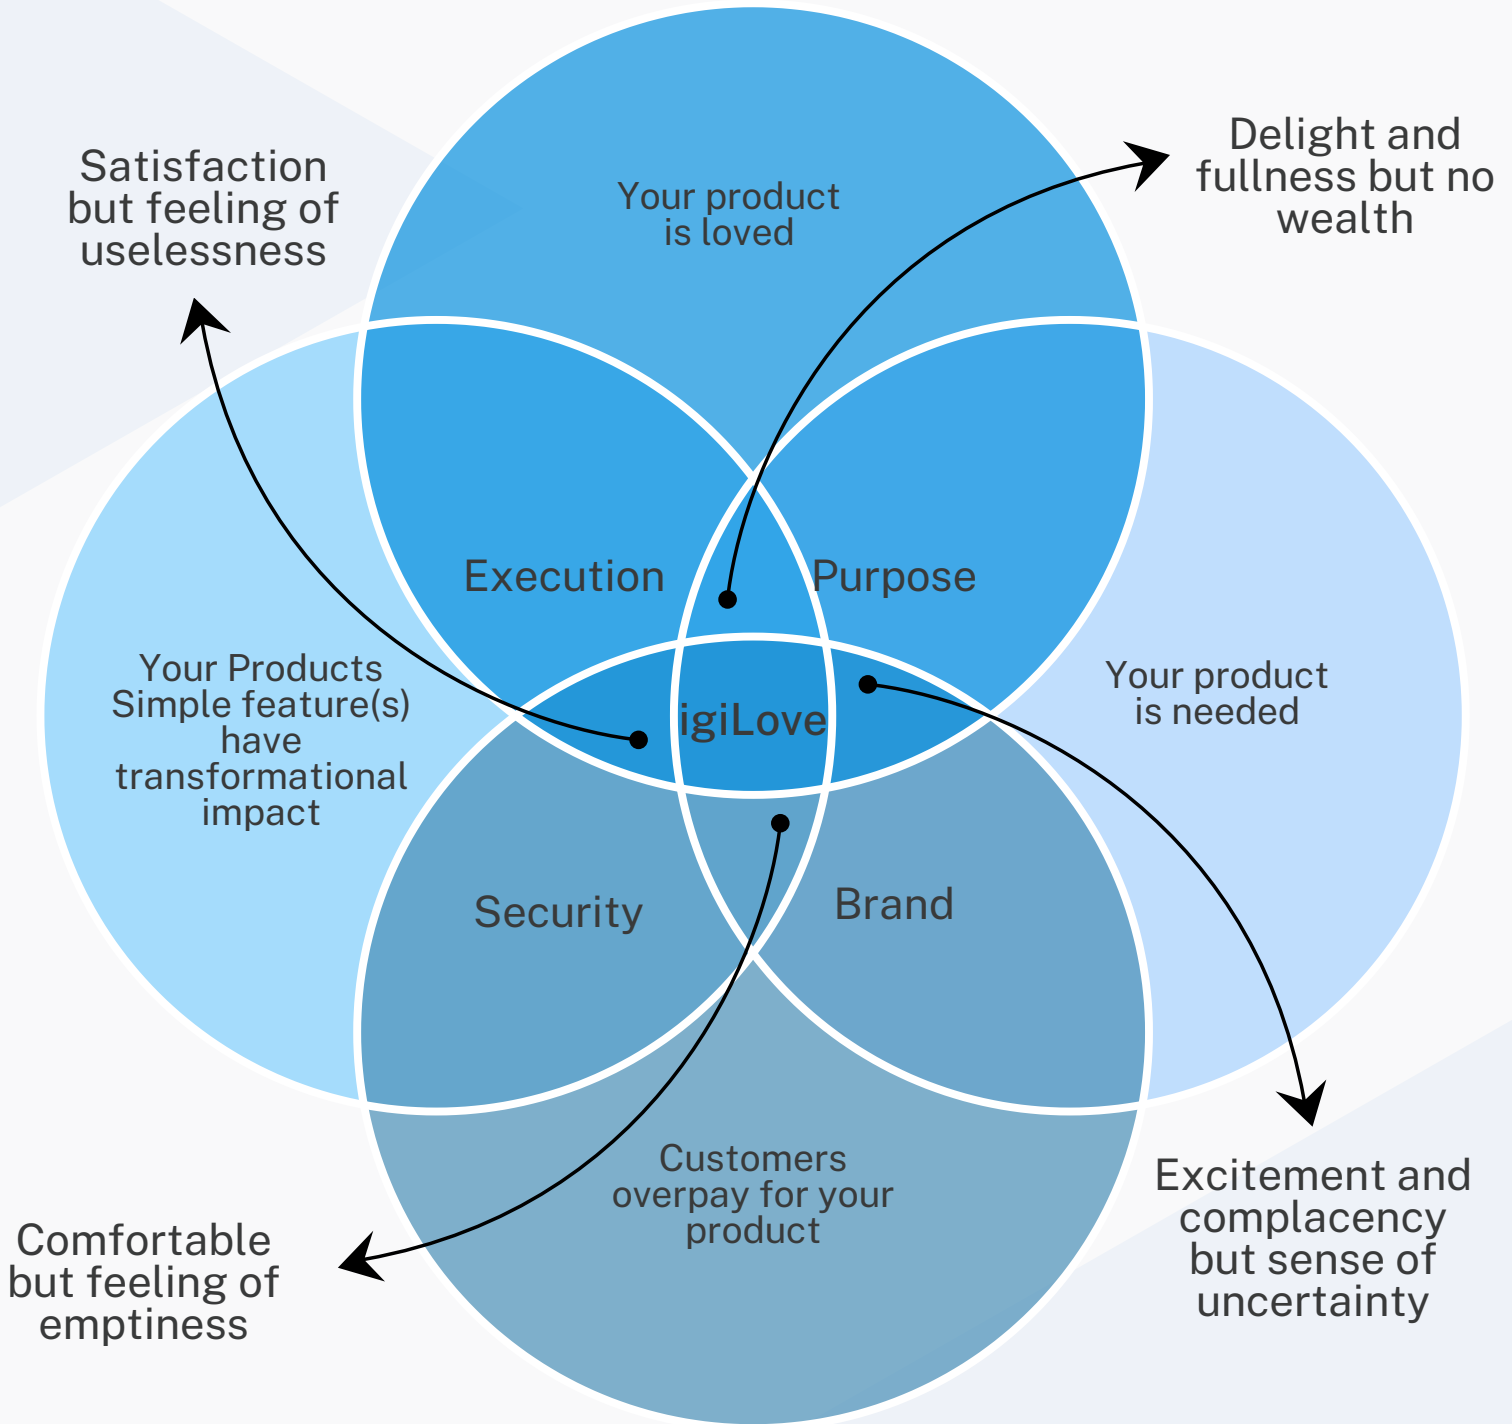 Delight and
fullness but no
wealth
Satisfaction
but feeling of
uselessness
Your product
is loved
Execution
Purpose
Your Products
Simple feature(s)
have
transformational
impact
Your product
is needed
igiLove
Security
Brand
Customers
overpay for your
product
Excitement and
complacency
but sense of
uncertainty
Comfortable
but feeling of
emptiness